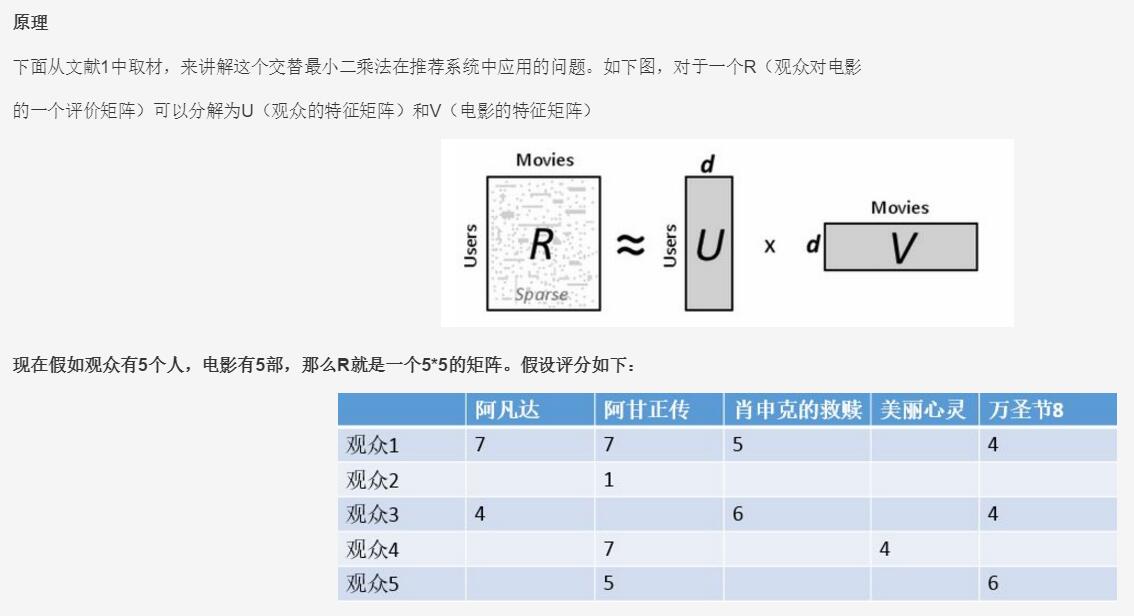 原理
下面从文献1中取材，来讲解这个交替最小二乘法在推荐系统中应用的问题。如下图，对于一个R（观众对电影
的一个评价矩阵）可以分解为U（观众的特征矩阵）和V（电影的特征矩阵）
Movies
Users
R
Sparse
≈
d
Users
U
x
Movies
d
V
现在假如观众有5个人，电影有5部，那么R就是一个5*5的矩阵。假设评分如下：
阿凡达 阿甘正传 肖申克的救赎 美丽心灵 万圣节8
观众1 7 7 5 4
观众2 1
观众3 4 6 4
观众4 7 4
观众5 5 6